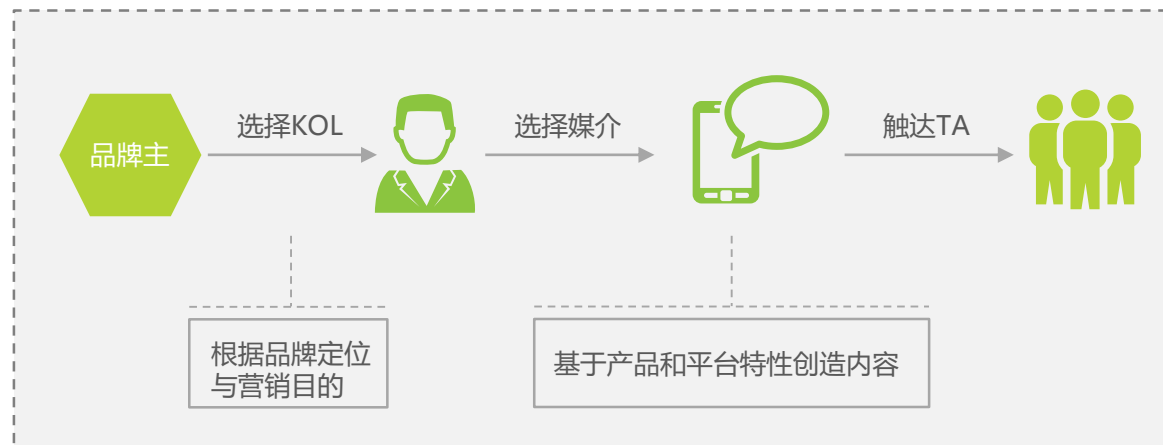 品牌主
选择KOL
选择媒介
触达TA
根据品牌定位
与营销目的
基于产品和平台特性创造内容